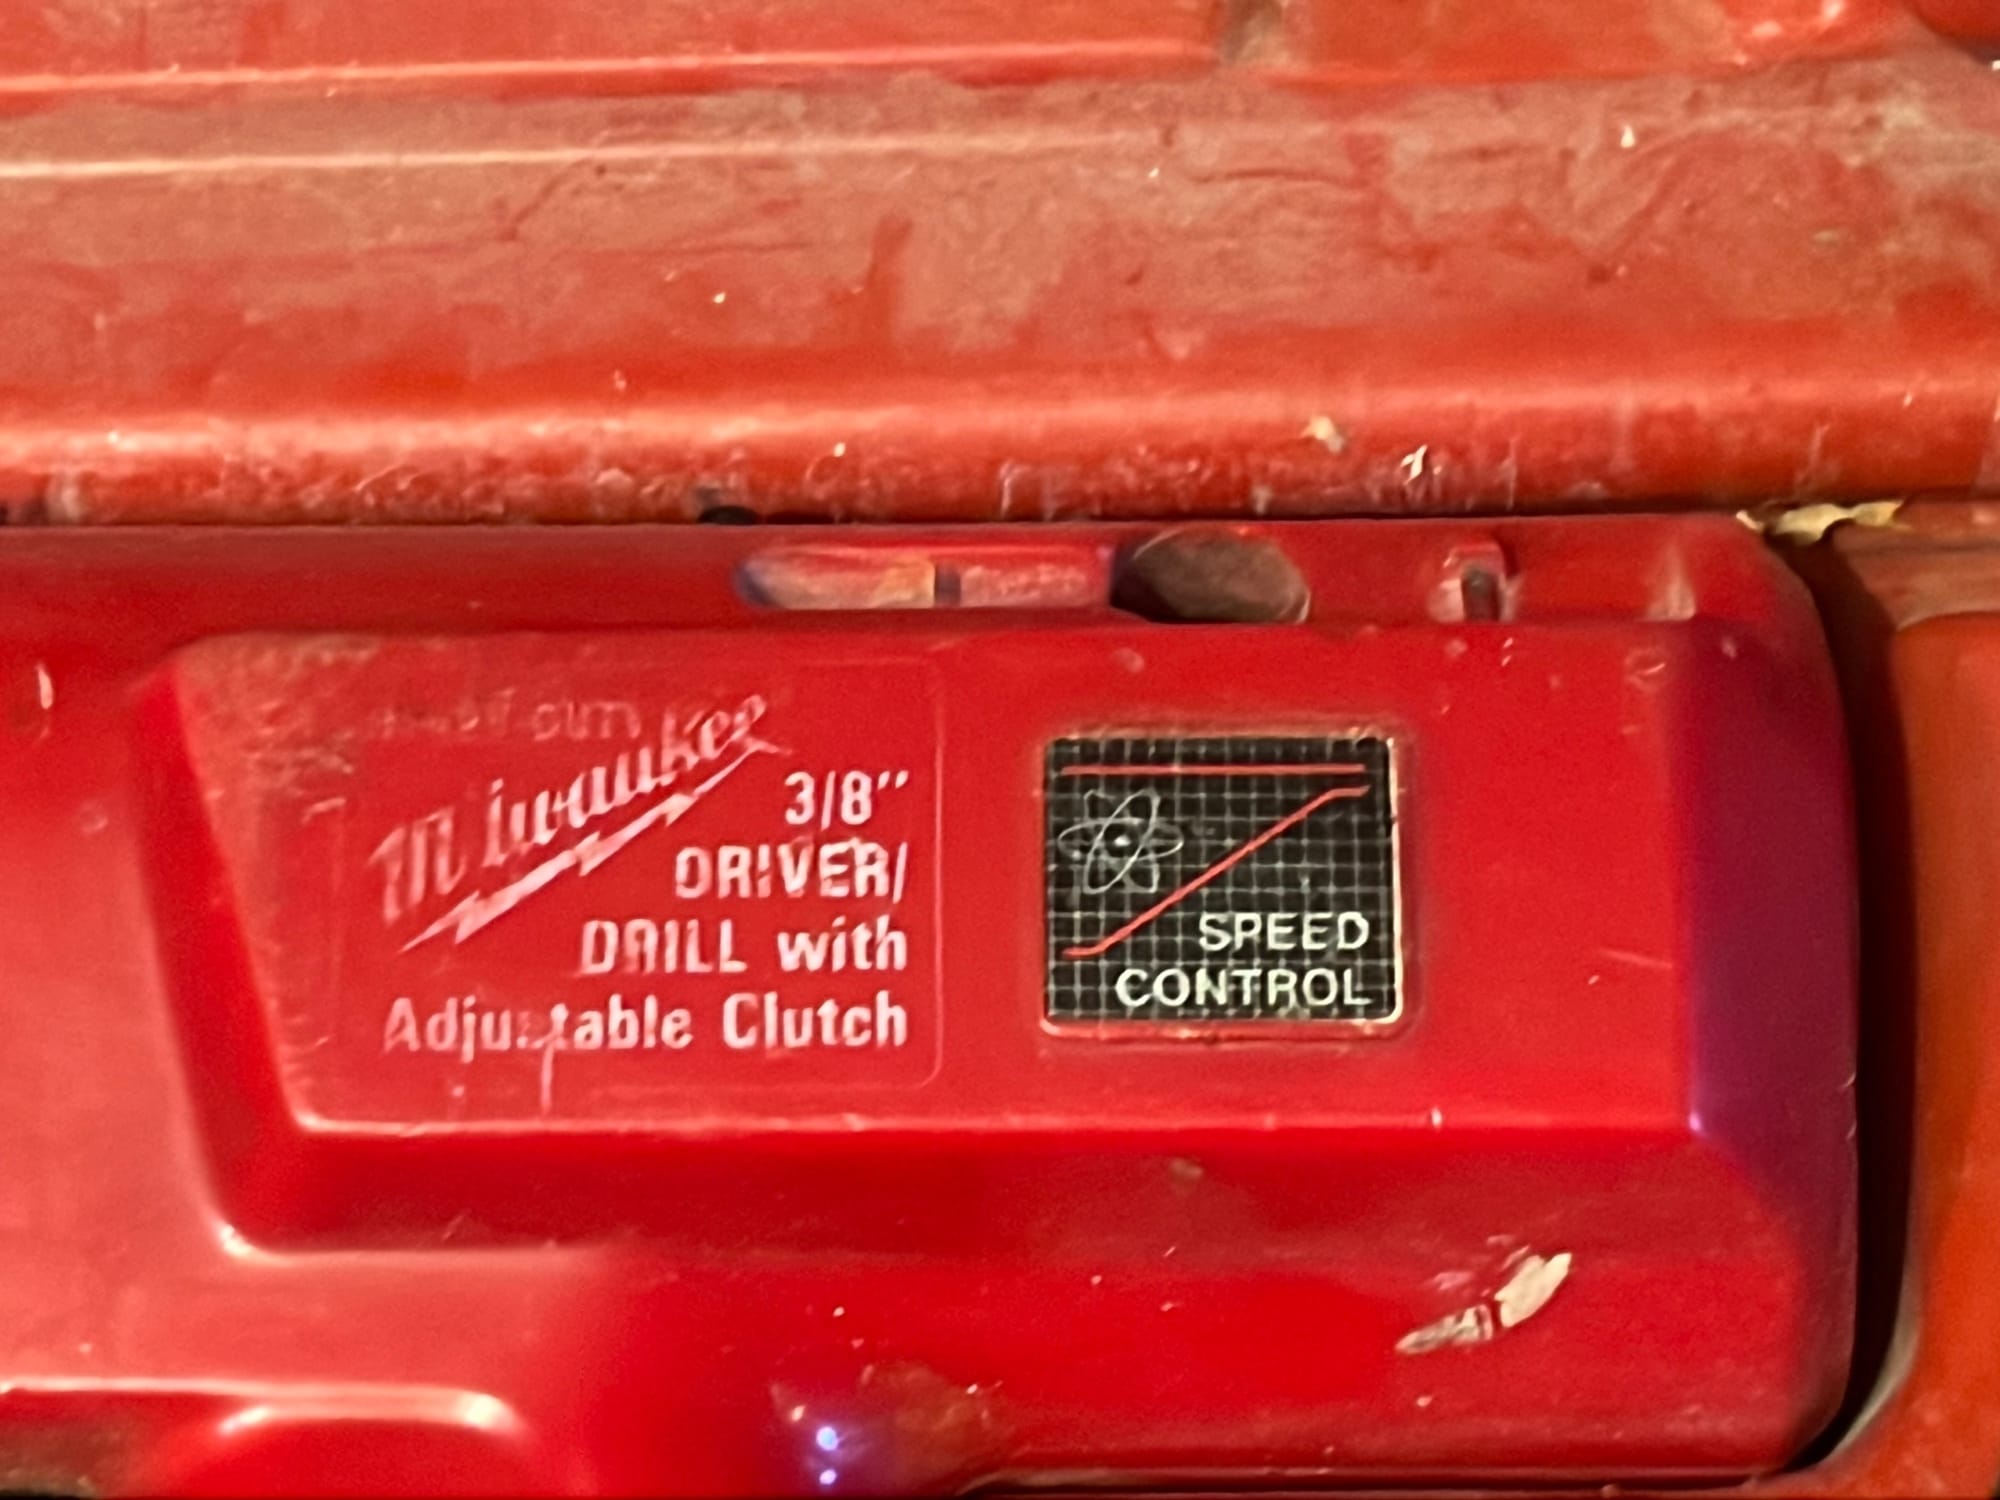 Milwaukee
3/8"
DRIVER/
DRILL with
Adjustable Clutch
SPEED
CONTROL